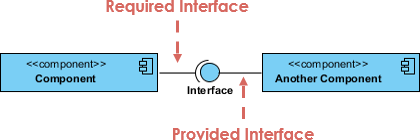 Required Interface
<<component>>
Component
Interface
<<component>>
Another Component
Provided Interface